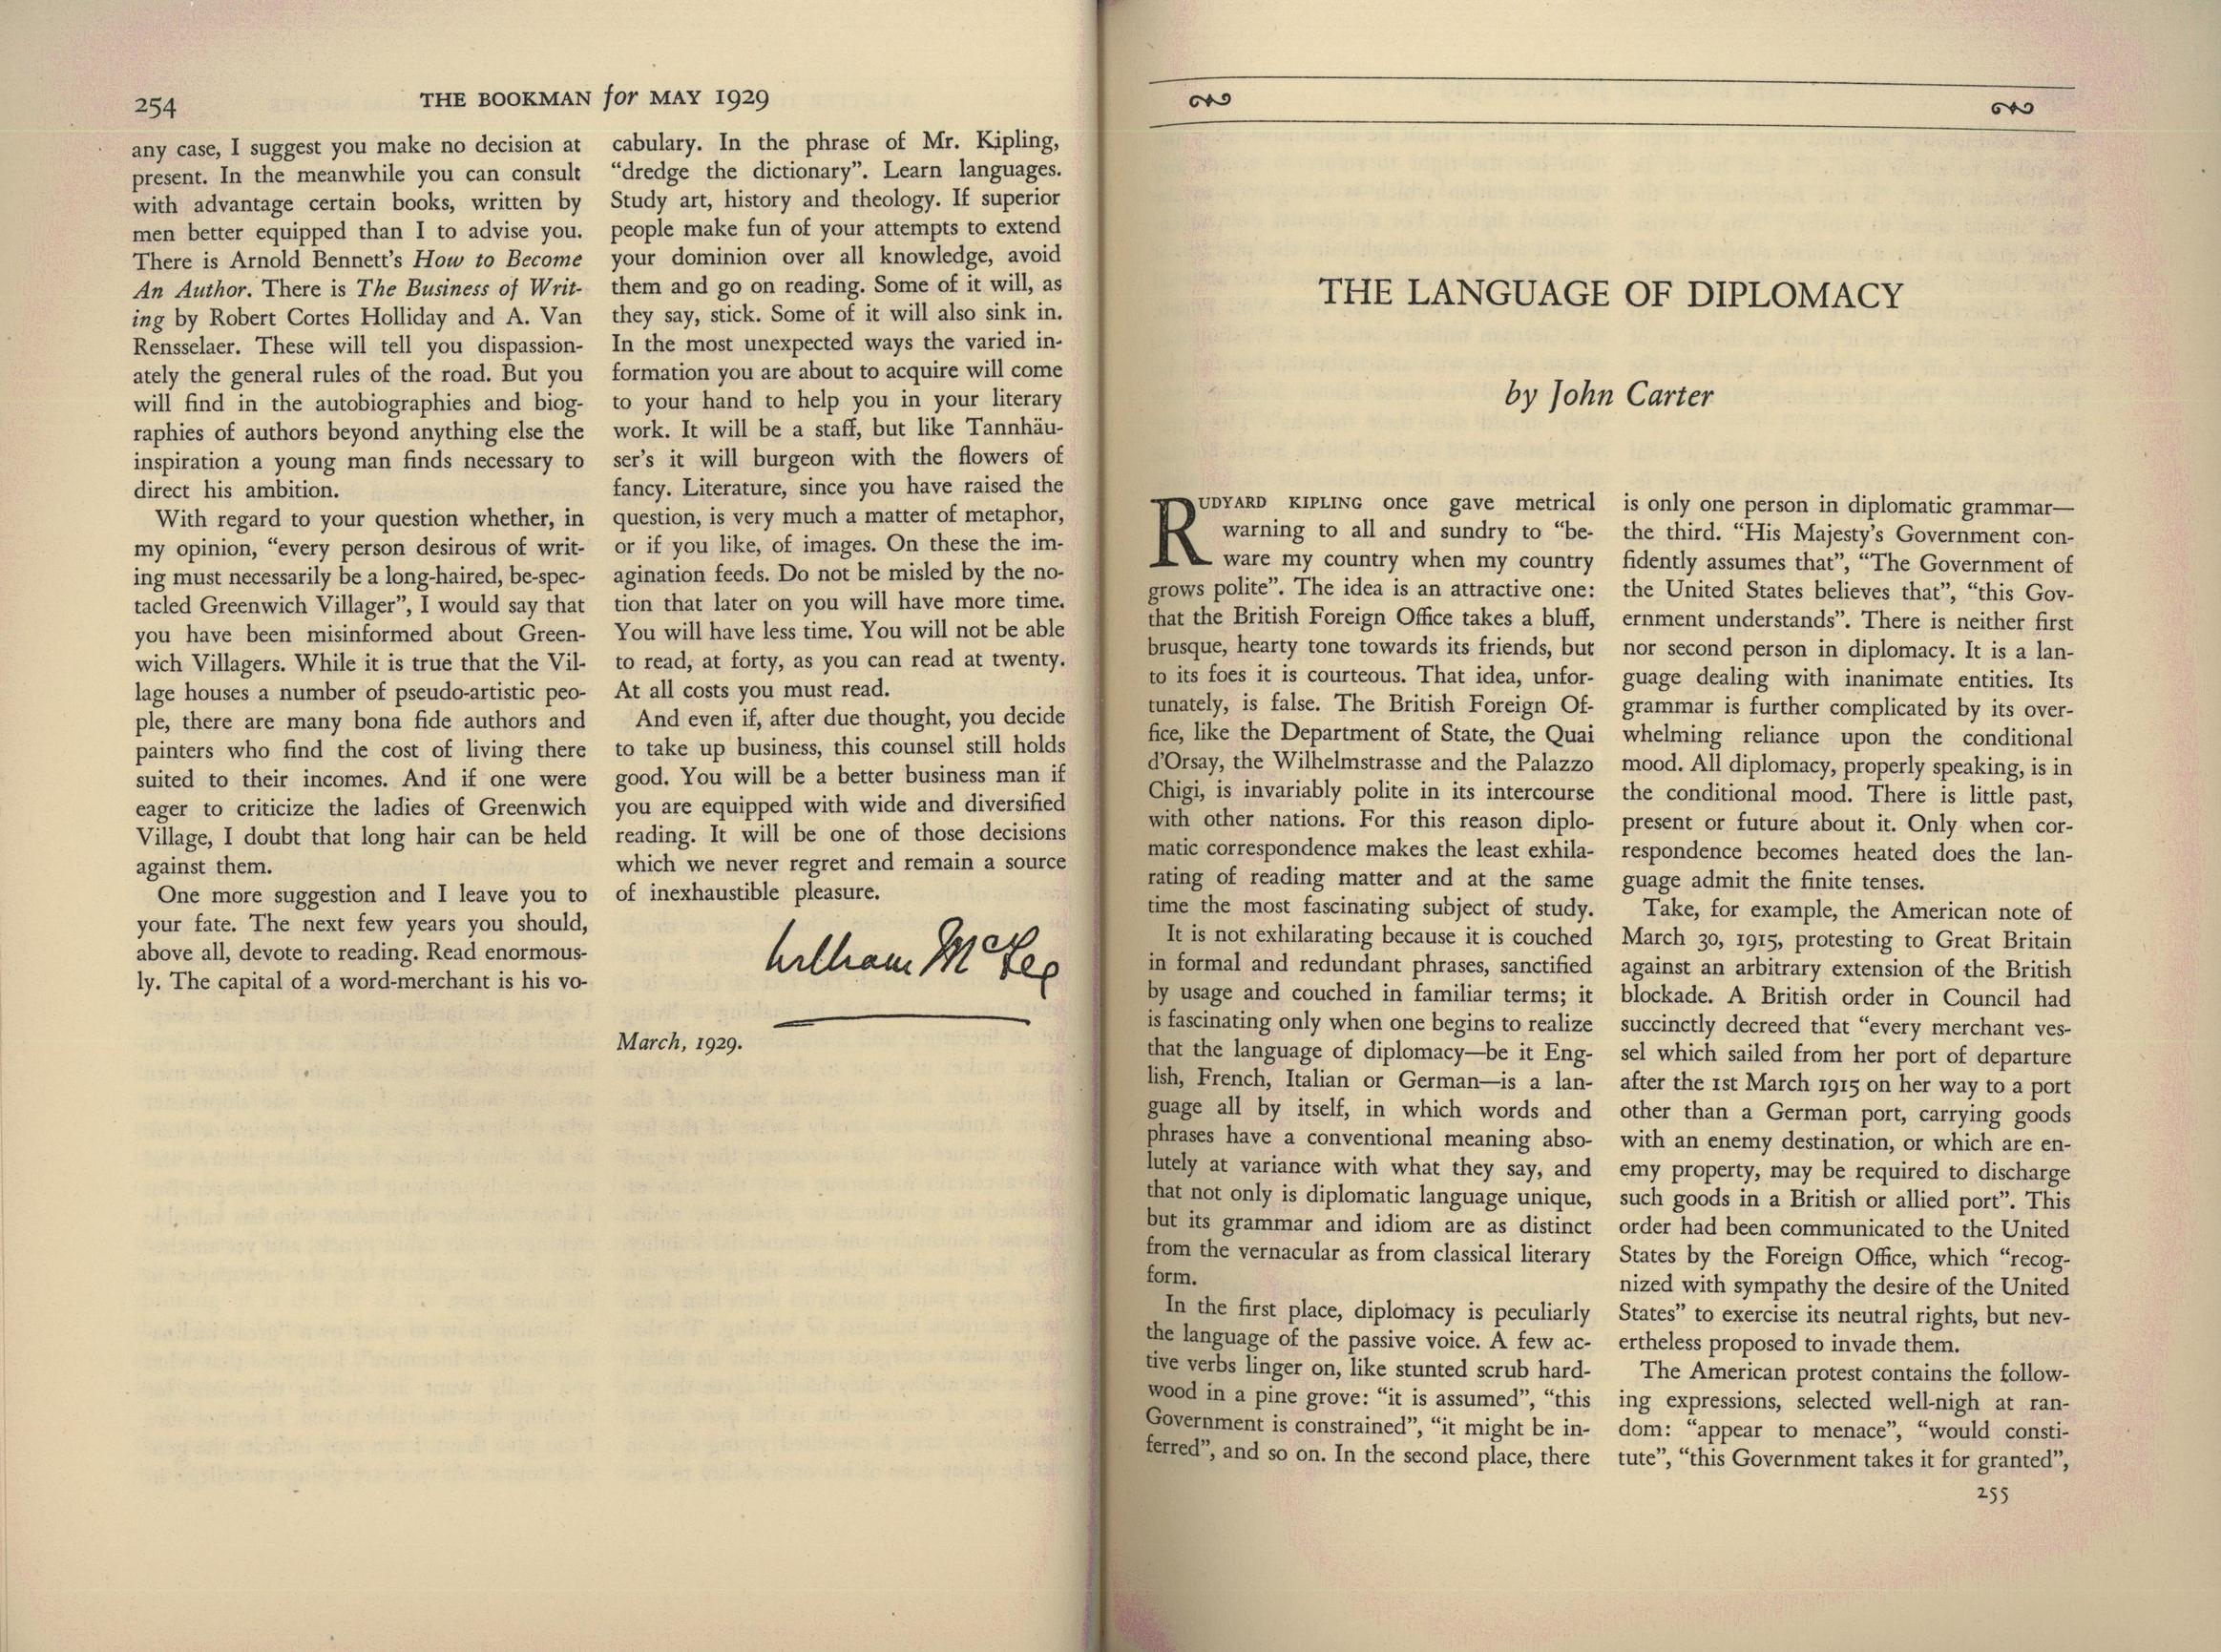 254
THE BOOKMAN for MAY 1929
any case, I suggest you make no decision at
present. In the meanwhile you can consult
with advantage certain books, written by
men better equipped than I to advise you.
There is Arnold Bennett's How to Become
An Author. There is The Business of Writ-
ing by Robert Cortes Holliday and A. Van
Rensselaer. These will tell you dispassion-
ately the general rules of the road. But you
will find in the autobiographies and biog-
raphies of authors beyond anything else the
inspiration a young man finds necessary to
direct his ambition.
With regard to your question whether, in
my opinion, “every person desirous of writ-
ing must necessarily be a long-haired, be-spec-
tacled Greenwich Villager”, I would say that
you have been misinformed about Green-
wich Villagers. While it is true that the Vil-
lage houses a number of pseudo-artistic peo-
ple, there are many bona fide authors and
painters who find the cost of living there
suited to their incomes. And if one were
eager to criticize the ladies of Greenwich
Village, I doubt that long hair can be held
against them.
One more suggestion and I leave you to
your fate. The next few years you should,
above all, devote to reading. Read enormous-
ly. The capital of a word-merchant is his vo-
cabulary. In the phrase of Mr. Kipling,
“dredge the dictionary”. Learn languages.
Study art, history and theology. If superior
people make fun of your attempts to extend
your dominion over all knowledge, avoid
them and go on reading. Some of it will, as
they say, stick. Some of it will also sink in.
In the most unexpected ways the varied in-
formation you are about to acquire will come
to your hand to help you in your literary
work. It will be a staff, but like Tannhäu-
ser's it will burgeon with the flowers of
fancy. Literature, since you have raised the
question, is very much a matter of metaphor,
or if you like, of images. On these the im-
agination feeds. Do not be misled by the no-
tion that later on you will have more time.
You will have less time. You will not be able
to read, at forty, as you can read at twenty.
At all costs you must read.
And even if, after due thought, you decide
to take up business, this counsel still holds
good. You will be a better business man if
you are equipped with wide and diversified
reading. It will be one of those decisions
which we never regret and remain a source
of inexhaustible pleasure.
William McFee
March, 1929.
THE LANGUAGE OF DIPLOMACY
by John Carter
RUDYARD KIPLING once gave metrical
warning to all and sundry to “be-
ware my country when my country
grows polite”. The idea is an attractive one:
that the British Foreign Office takes a bluff,
brusque, hearty tone towards its friends, but
to its foes it is courteous. That idea, unfor-
tunately, is false. The British Foreign Of-
fice, like the Department of State, the Quai
d'Orsay, the Wilhelmstrasse and the Palazzo
Chigi, is invariably polite in its intercourse
with other nations. For this reason diplo-
matic correspondence makes the least exhila-
rating of reading matter and at the same
time the most fascinating subject of study.
It is not exhilarating because it is couched
in formal and redundant phrases, sanctified
by usage and couched in familiar terms; it
is fascinating only when one begins to realize
that the language of diplomacy—be it Eng-
lish, French, Italian or German—is a lan-
guage all by itself, in which words and
phrases have a conventional meaning abso-
lutely at variance with what they say, and
that not only is diplomatic language unique,
but its grammar and idiom are as distinct
from the vernacular as from classical literary
form.
In the first place, diplomacy is peculiarly
the language of the passive voice. A few ac-
tive verbs linger on, like stunted scrub hard-
wood in a pine grove: “it is assumed”, “this
Government is constrained”, “it might be in-
ferred”, and so on. In the second place, there
is only one person in diplomatic grammar—
the third. “His Majesty's Government con-
fidently assumes that”, “The Government of
the United States believes that”, “this Gov-
ernment understands”. There is neither first
nor second person in diplomacy. It is a lan-
guage dealing with inanimate entities. Its
grammar is further complicated by its over-
whelming reliance upon the conditional
mood. All diplomacy, properly speaking, is in
the conditional mood. There is little past,
present or future about it. Only when cor-
respondence becomes heated does the lan-
guage admit the finite tenses.
Take, for example, the American note of
March 30, 1915, protesting to Great Britain
against an arbitrary extension of the British
blockade. A British order in Council had
succinctly decreed that “every merchant ves-
sel which sailed from her port of departure
after the 1st March 1915 on her way to a port
other than a German port, carrying goods
with an enemy destination, or which are en-
emy property, may be required to discharge
such goods in a British or allied port”. This
order had been communicated to the United
States by the Foreign Office, which “recog-
nized with sympathy the desire of the United
States” to exercise its neutral rights, but nev-
ertheless proposed to invade them.
The American protest contains the follow-
ing expressions, selected well-nigh at ran-
dom: “appear to menace”, “would consti-
tute”, “this Government takes it for granted”,
255